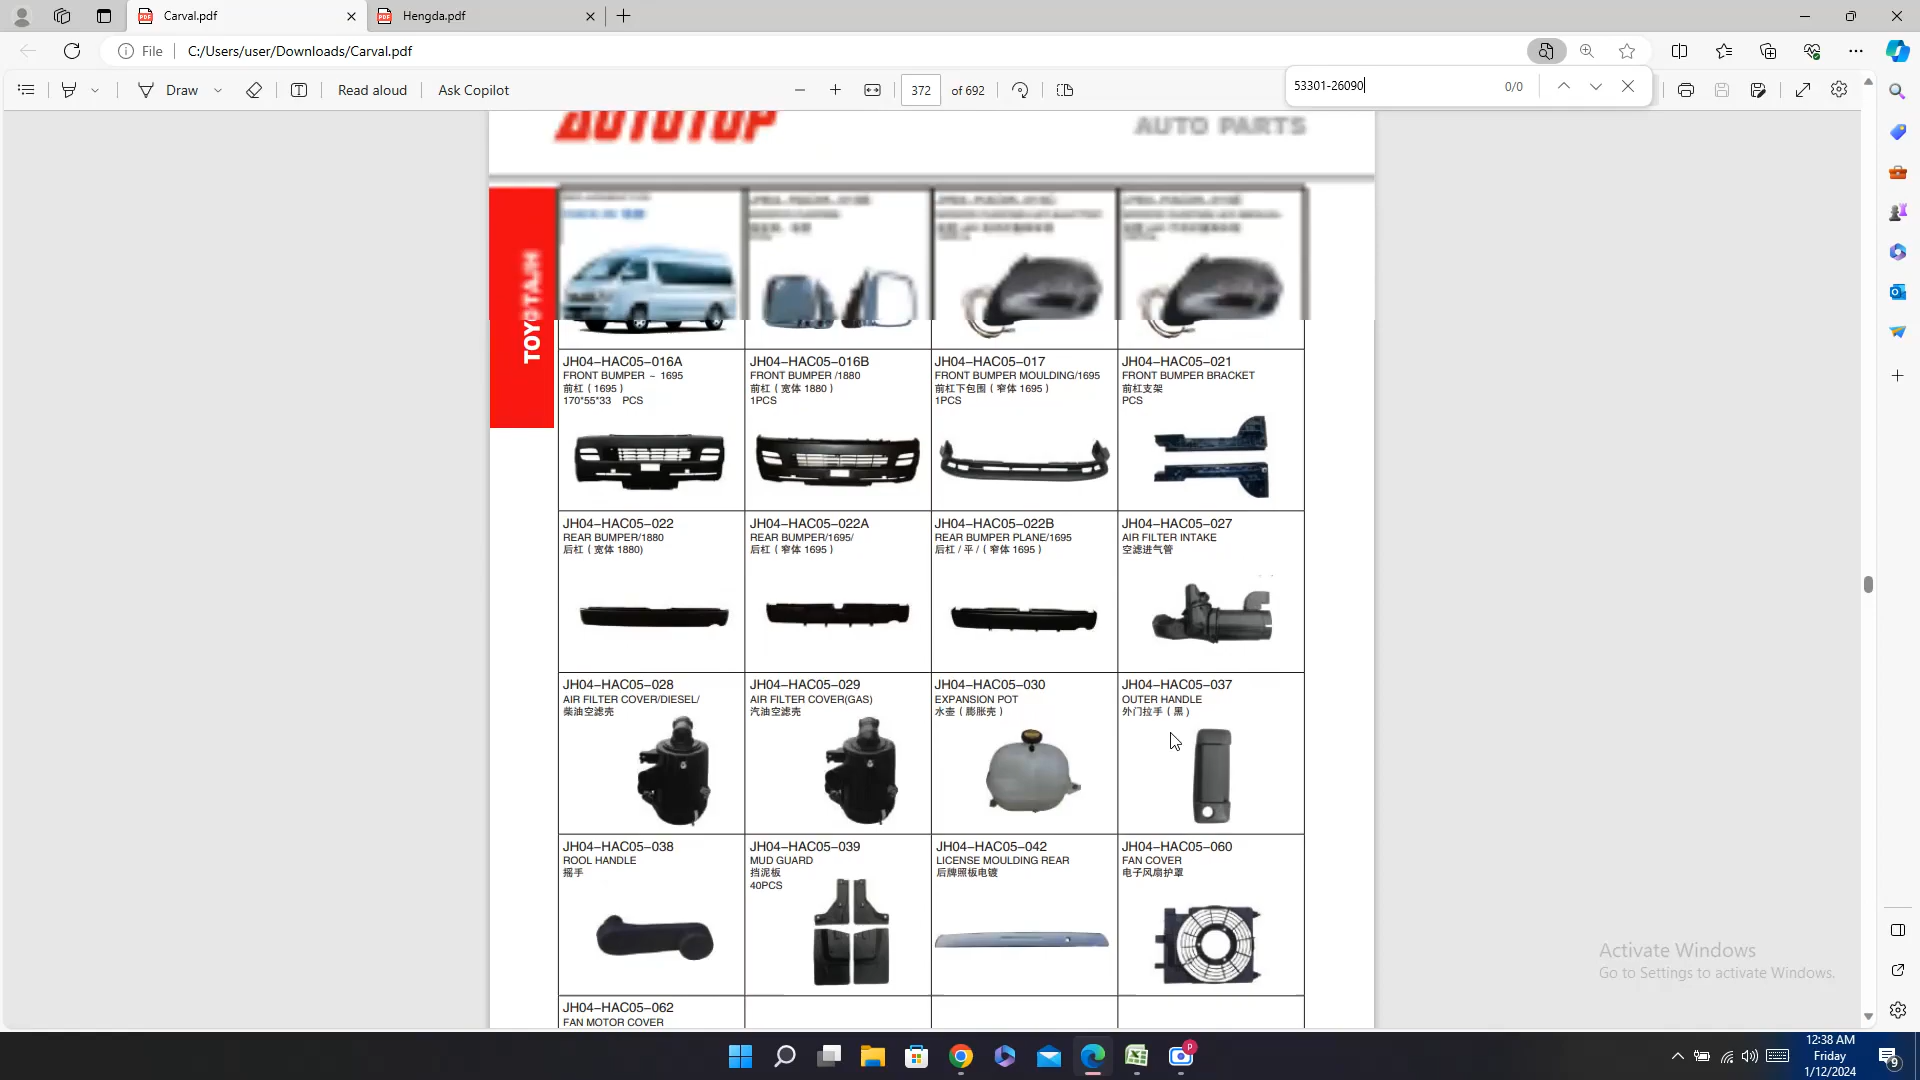 Carval.pdf
Hengda.pdf
File
C:/Users/user/Downloads/Carval.pdf
Draw
Read aloud
Ask Copilot
372
of 692
53301-26090
0/0
AUTOTOP
AUTO PARTS
TOYOTA/JH
JH04-HAC05-016A
FRONT BUMPER ~ 1695
前杠 ( 1695 )
170*55*33 PCS
JH04-HAC05-016B
FRONT BUMPER /1880
前杠 ( 宽体 1880 )
1PCS
JH04-HAC05-017
FRONT BUMPER MOULDING/1695
前杠下包围 ( 窄体 1695 )
1PCS
JH04-HAC05-021
FRONT BUMPER BRACKET
前杠支架
PCS
JH04-HAC05-022
REAR BUMPER/1880
后杠 ( 宽体 1880)
JH04-HAC05-022A
REAR BUMPER/1695/
后杠 ( 窄体 1695 )
JH04-HAC05-022B
REAR BUMPER PLANE/1695
后杠 / 平 / ( 窄体 1695 )
JH04-HAC05-027
AIR FILTER INTAKE
空滤进气管
JH04-HAC05-028
AIR FILTER COVER/DIESEL/
柴油空滤壳
JH04-HAC05-029
AIR FILTER COVER(GAS)
汽油空滤壳
JH04-HAC05-030
EXPANSION POT
水壶 ( 膨胀壳 )
JH04-HAC05-037
OUTER HANDLE
外门拉手 ( 黑 )
JH04-HAC05-038
ROOL HANDLE
摇手
JH04-HAC05-039
MUD GUARD
挡泥板
40PCS
JH04-HAC05-042
LICENSE MOULDING REAR
后牌照板电镀
JH04-HAC05-060
FAN COVER
电子风扇护罩
JH04-HAC05-062
FAN MOTOR COVER
Activate Windows
Go to Settings to activate Windows.
12:38 AM
Friday
1/12/2024
9